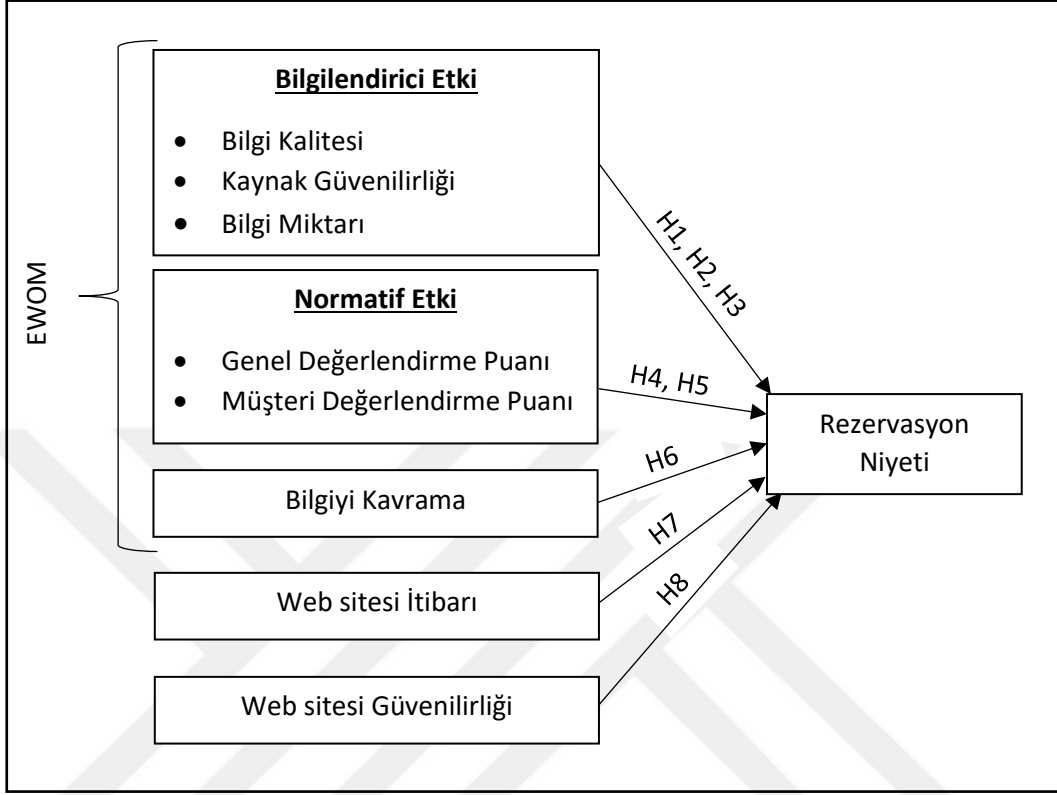 EWOM
Bilgilendirici Etki
• Bilgi Kalitesi
• Kaynak Güvenilirliği
• Bilgi Miktarı
Normatif Etki
• Genel Değerlendirme Puanı
• Müşteri Değerlendirme Puanı
Bilgiyi Kavrama
Web sitesi İtibarı
Web sitesi Güvenilirliği
H1, H2, H3
H4, H5
H6
H7
H8
Rezervasyon
Niyeti